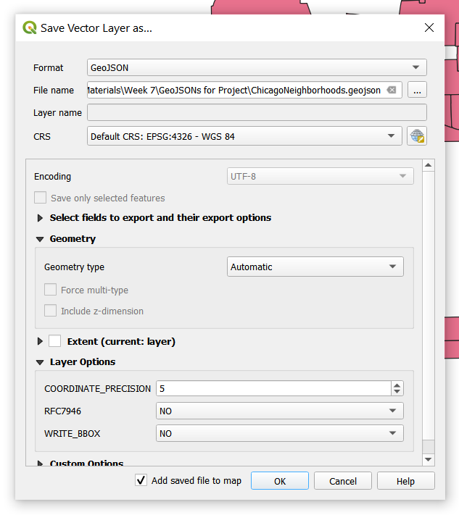 Save Vector Layer as...
Format GeoJSON
File name Materials\Week 7\GeoJSONs for Project\ChicagoNeighborhoods.geojson ...
Layer name
CRS Default CRS: EPSG:4326 - WGS 84
Encoding UTF-8
Save only selected features
Select fields to export and their export options
Geometry
Geometry type Automatic
Force multi-type
Include z-dimension
Extent (current: layer)
Layer Options
COORDINATE_PRECISION 5
RFC7946 NO
WRITE_BBOX NO
Custom Options
Add saved file to map OK Cancel Help